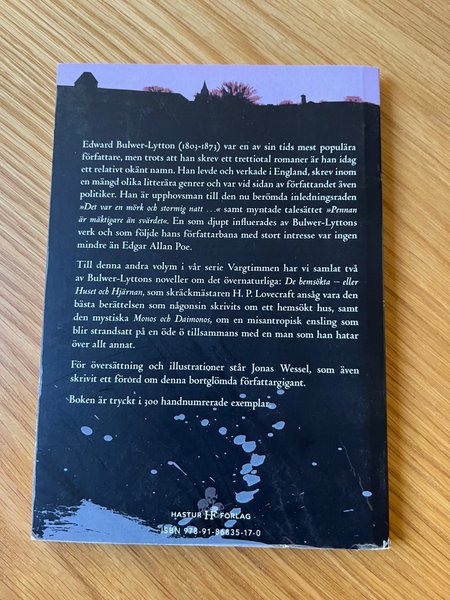 Edward Bulwer-Lytton (1803-1873) var en av sin tids mest populära
författare, men trots att han skrev ett trettiotal romaner är han idag
ett relativt okänt namn. Han levde och verkade i England, skrev inom
en mängd olika litterära genrer och var vid sidan av författandet även
politiker. Han är upphovsman till den nu berömda inledningsraden
»Det var en mörk och stormig natt …« samt myntade talesättet »Pennan
är mäktigare än svärdet«. En som djupt influerades av Bulwer-Lyttons
verk och som följde hans författarbana med stort intresse var ingen
mindre än Edgar Allan Poe.
Till denna andra volym i vår serie Vargtimmen har vi samlat två
av Bulwer-Lyttons noveller om det övernaturliga: De hemsökta – eller
Huset och Hjärnan, som skräckmästaren H. P. Lovecraft ansåg vara den
bästa berättelsen som någonsin skrivits om ett hemsökt hus, samt
den mystiska Monos och Daimonos, om en misantropisk ensling som
blir strandsatt på en öde ö tillsammans med en man som han hatar
över allt annat.
För översättning och illustrationer står Jonas Wessel, som även
skrivit ett förord om denna bortglömda författargigant.
Boken är tryckt i 300 handnumrerade exemplar.
HASTUR HF FÖRLAG
ISBN 978-91-86835-17-0